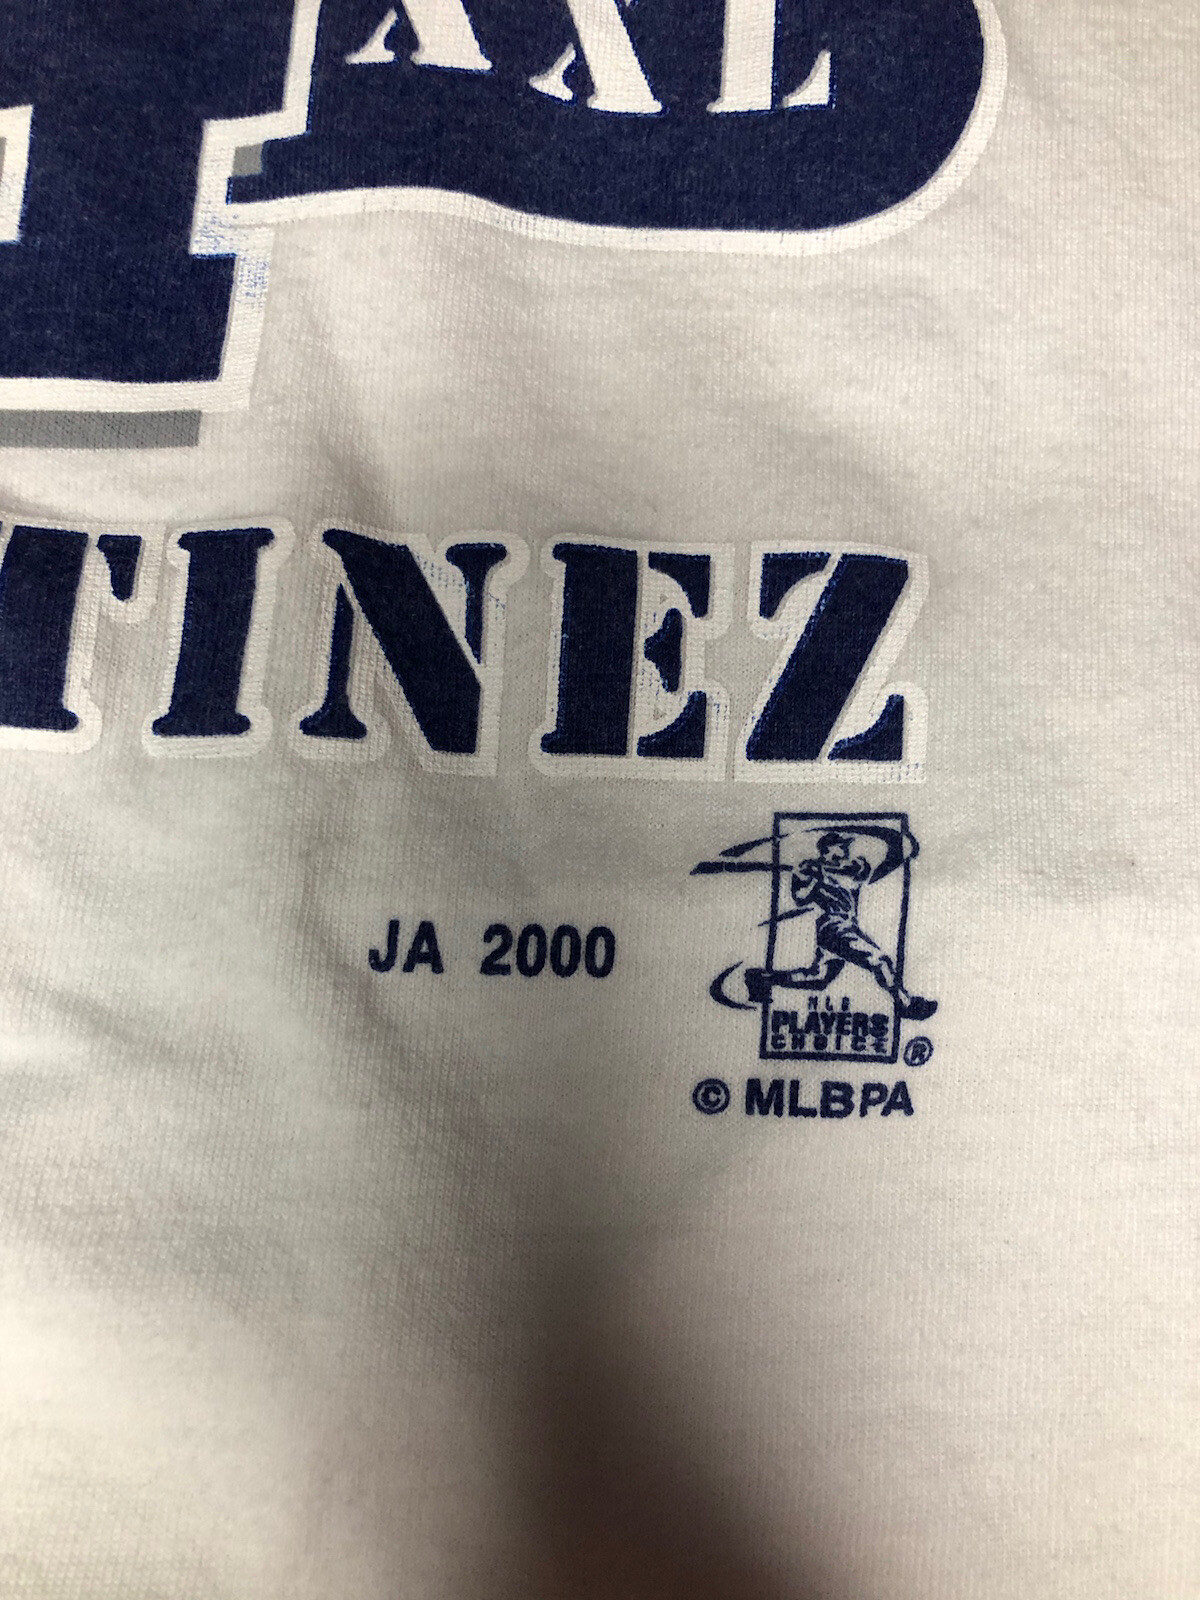 XXL
TINEZ
JA 2000
MLB
PLAYERS
CHOICE ®
© MLBPA